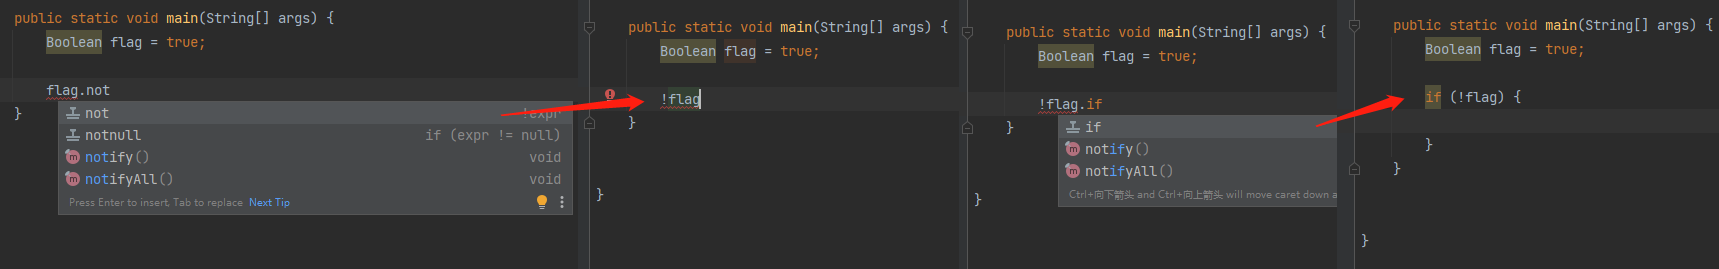 public static void main(String[] args) {
Boolean flag = true;
flag.not
not !expr
notnull if (expr != null)
notify() void
notifyAll() void
Press Enter to insert, Tab to replace Next Tip
}
public static void main(String[] args) {
Boolean flag = true;
!flag
}
}
public static void main(String[] args) {
Boolean flag = true;
!flag.if
if
notify()
notifyAll()
Ctrl+向下箭头 and Ctrl+向上箭头 will move caret down a
}
}
public static void main(String[] args) {
Boolean flag = true;
if (!flag) {
}
}
}